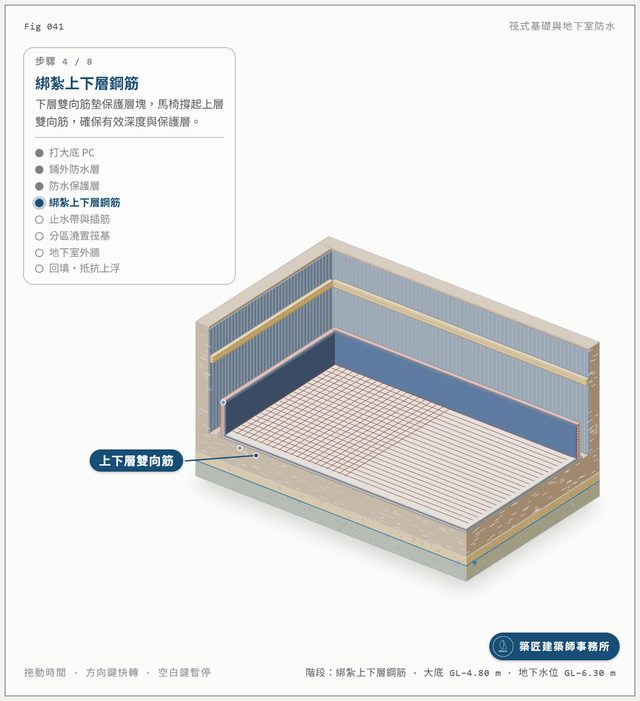 Fig 041
筏式基礎與地下室防水
步驟 4 / 8
綁紮上下層鋼筋
下層雙向筋墊保護層塊，馬椅撐起上層
雙向筋，確保有效深度與保護層。
打大底 PC
鋪外防水層
防水保護層
綁紮上下層鋼筋
止水帶與插筋
分區澆置筏基
地下室外牆
回填・抵抗上浮
上下層雙向筋
築匠建築師事務所
拖動時間 · 方向鍵快轉 · 空白鍵暫停
階段：綁紮上下層鋼筋 · 大底 GL−4.80 m · 地下水位 GL−6.30 m